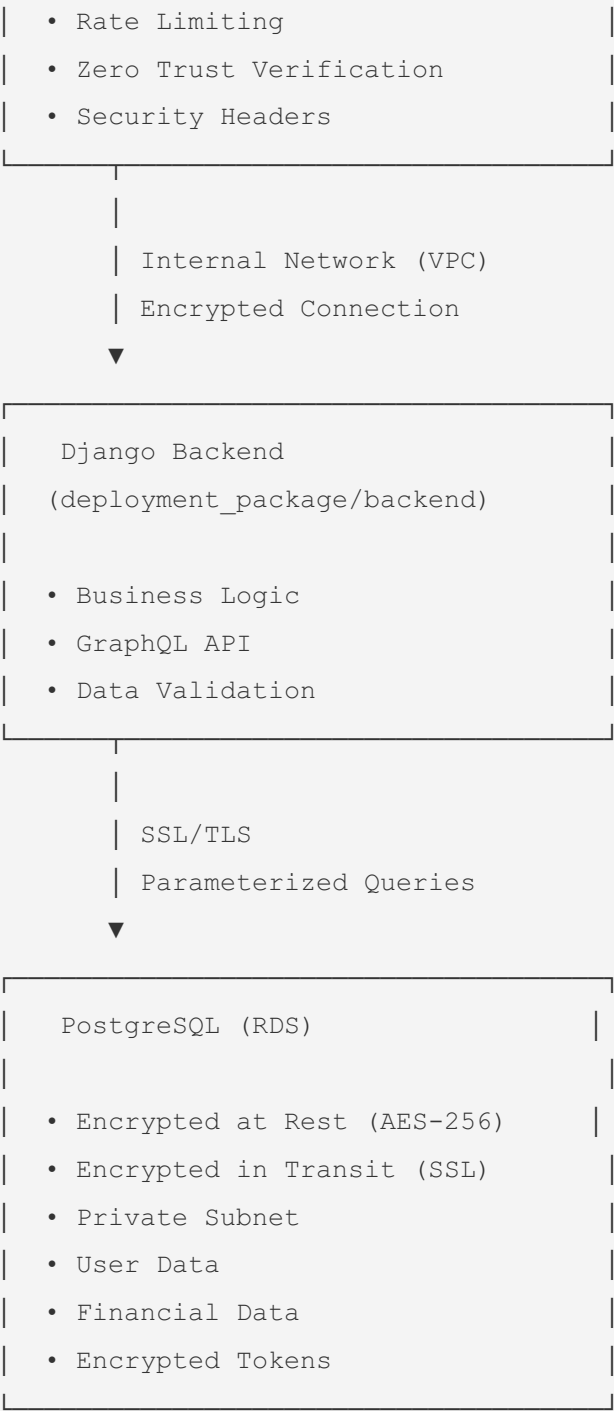 • Rate Limiting
• Zero Trust Verification
• Security Headers
Internal Network (VPC)
Encrypted Connection
Django Backend
(deployment_package/backend)
• Business Logic
• GraphQL API
• Data Validation
SSL/TLS
Parameterized Queries
PostgreSQL (RDS)
• Encrypted at Rest (AES-256)
• Encrypted in Transit (SSL)
• Private Subnet
• User Data
• Financial Data
• Encrypted Tokens